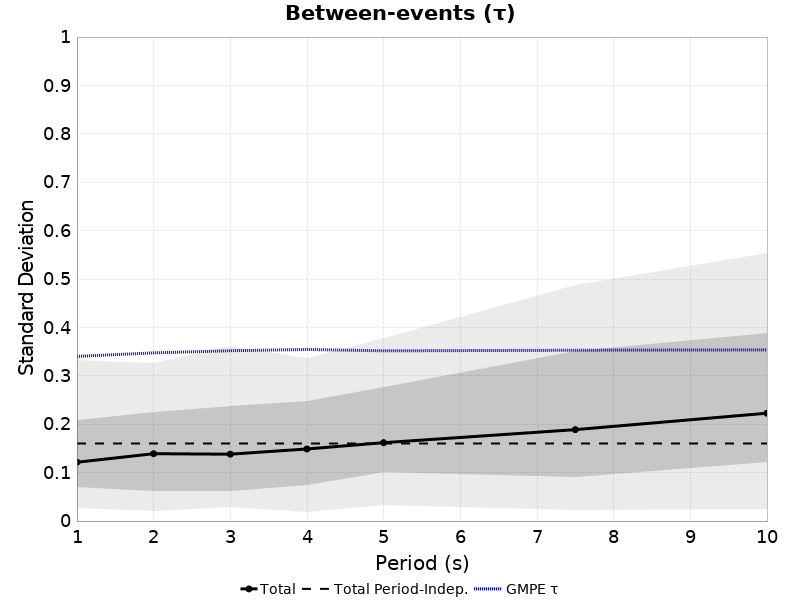 Between-events (τ)
1
0.9
0.8
0.7
0.6
0.5
0.4
0.3
0.2
0.1
0
Standard Deviation
1 2 3 4 5 6 7 8 9 10
Period (s)
Total Total Period-Indep. GMPE τ